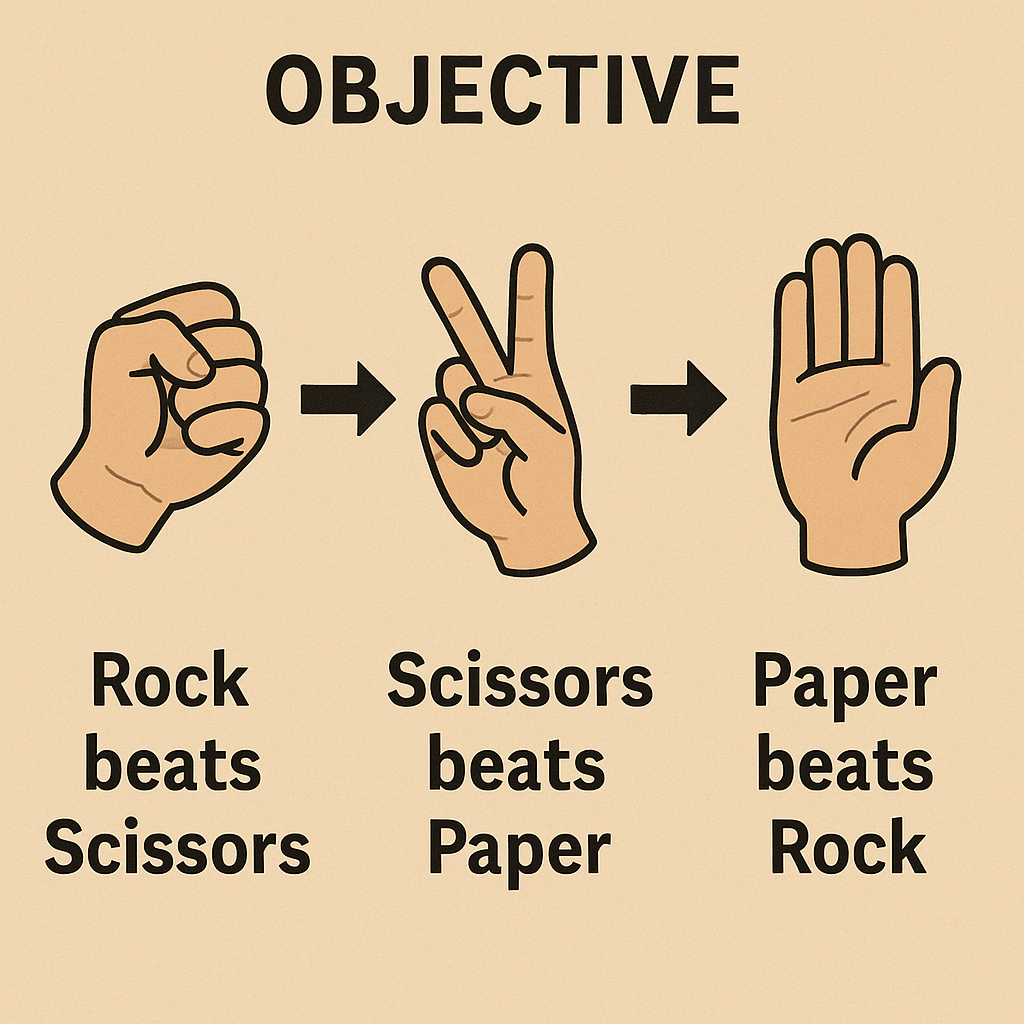 OBJECTIVE
Rock
beats
Scissors
Scissors
beats
Paper
Paper
beats
Rock